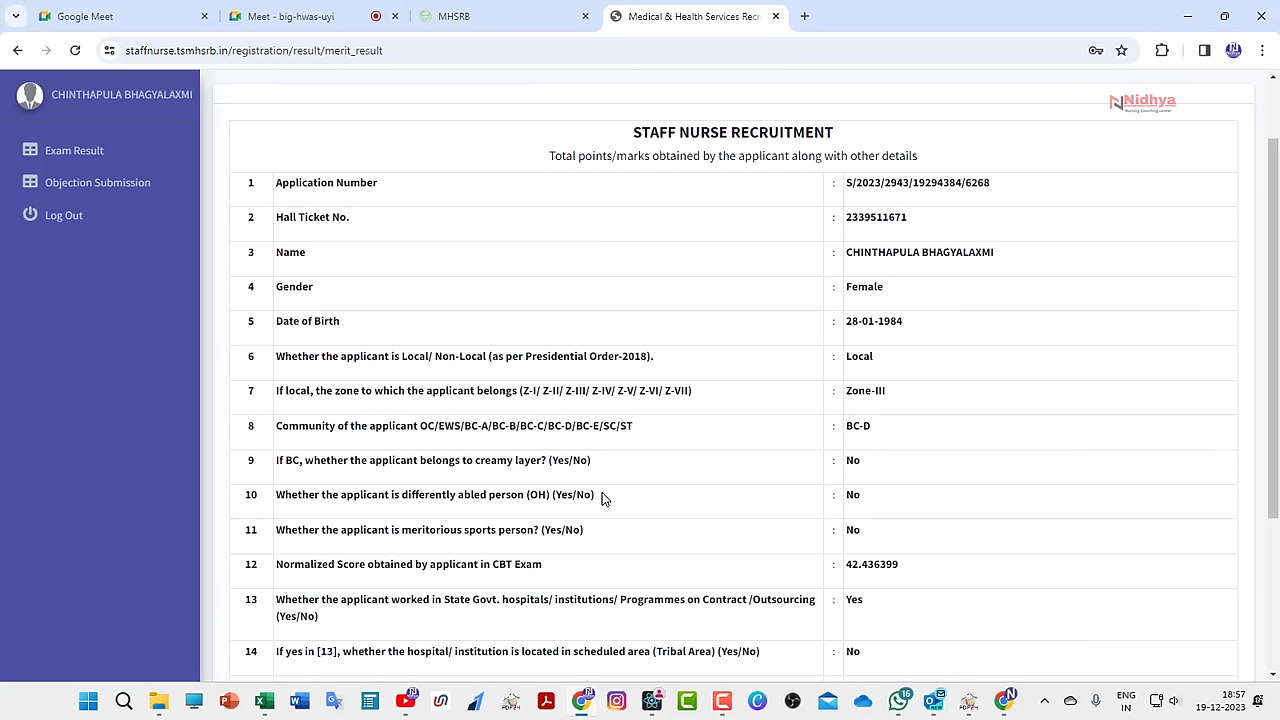 Google Meet
Meet - big-hwas-uyi
MHSRB
Medical & Health Services Recr
staffnurse.tsmhsrb.in/registration/result/merit_result
CHINTHAPULA BHAGYALAXMI
Exam Result
Objection Submission
Log Out
Nidhya
Nursing Coaching center
STAFF NURSE RECRUITMENT
Total points/marks obtained by the applicant along with other details
1 Application Number : S/2023/2943/19294384/6268
2 Hall Ticket No. : 2339511671
3 Name : CHINTHAPULA BHAGYALAXMI
4 Gender : Female
5 Date of Birth : 28-01-1984
6 Whether the applicant is Local/ Non-Local (as per Presidential Order-2018). : Local
7 If local, the zone to which the applicant belongs (Z-I/ Z-II/ Z-III/ Z-IV/ Z-V/ Z-VI/ Z-VII) : Zone-III
8 Community of the applicant OC/EWS/BC-A/BC-B/BC-C/BC-D/BC-E/SC/ST : BC-D
9 If BC, whether the applicant belongs to creamy layer? (Yes/No) : No
10 Whether the applicant is differently abled person (OH) (Yes/No) : No
11 Whether the applicant is meritorious sports person? (Yes/No) : No
12 Normalized Score obtained by applicant in CBT Exam : 42.436399
13 Whether the applicant worked in State Govt. hospitals/ institutions/ Programmes on Contract /Outsourcing : Yes
(Yes/No)
14 If yes in [13], whether the hospital/ institution is located in scheduled area (Tribal Area) (Yes/No) : No
16
ENG
IN
18:57
19-12-2023